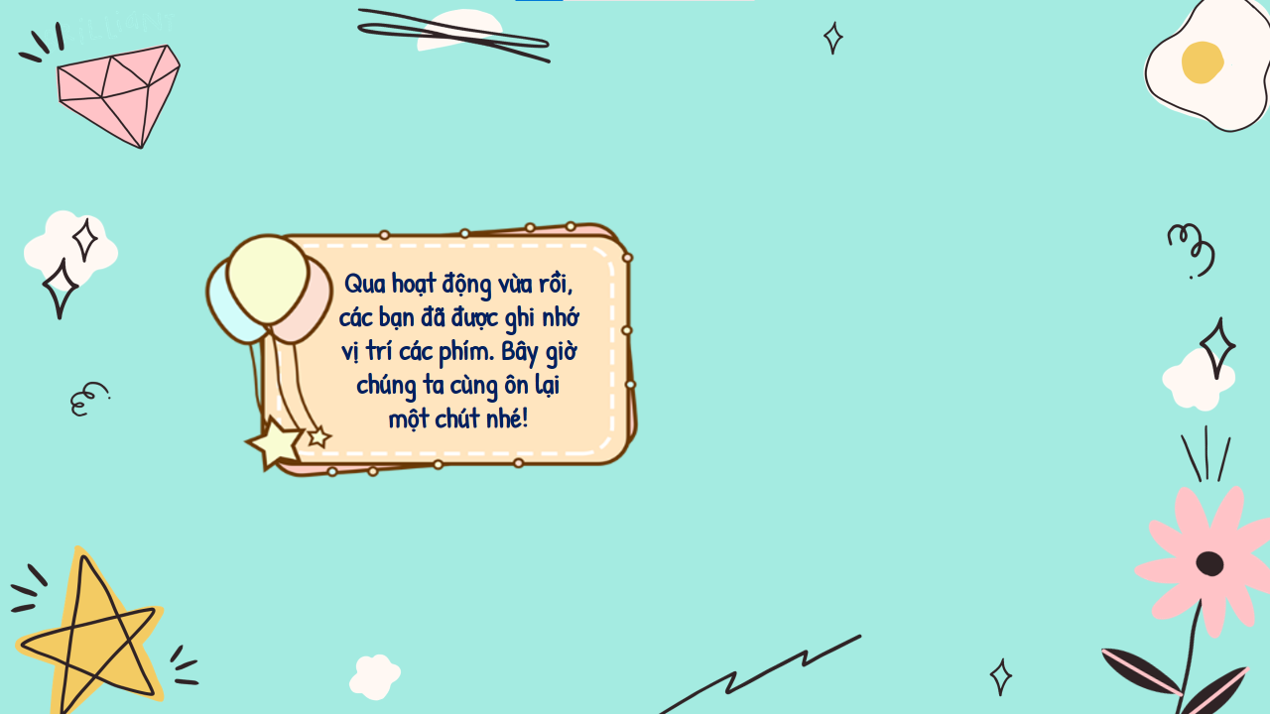 Qua hoạt động vừa rồi,
các bạn đã được ghi nhớ
vị trí các phím. Bây giờ
chúng ta cùng ôn lại
một chút nhé!